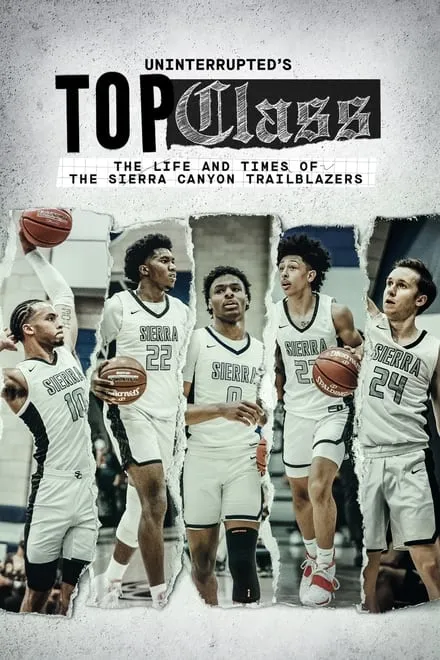 UNINTERRUPTED'S
TOP Class
THE LIFE AND TIMES OF
THE SIERRA CANYON TRAILBLAZERS
SIERRA
10
SIERRA
22
SIERRA
0
SIERRA
SIERRA
24
SPALDING